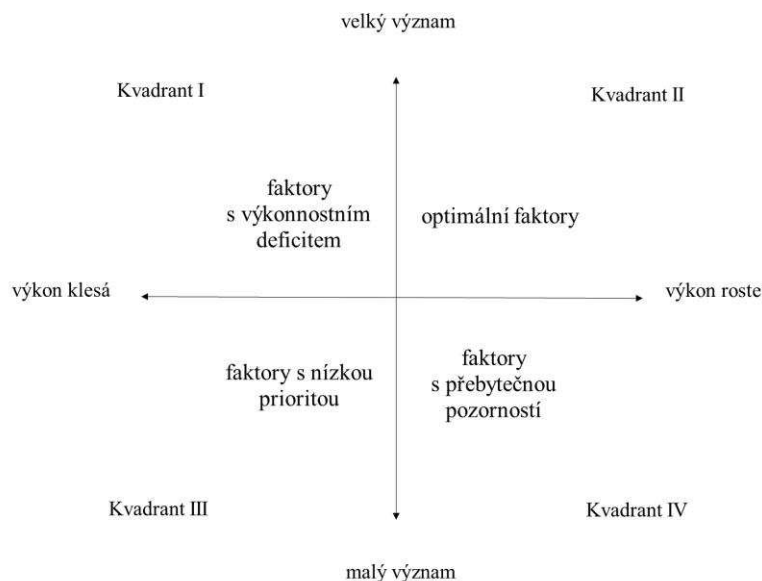 velký význam
Kvadrant I
Kvadrant II
faktory
s výkonnostním
deficitem
optimální faktory
výkon klesá
výkon roste
faktory s nízkou
prioritou
faktory
s přebytečnou
pozorností
Kvadrant III
Kvadrant IV
malý význam